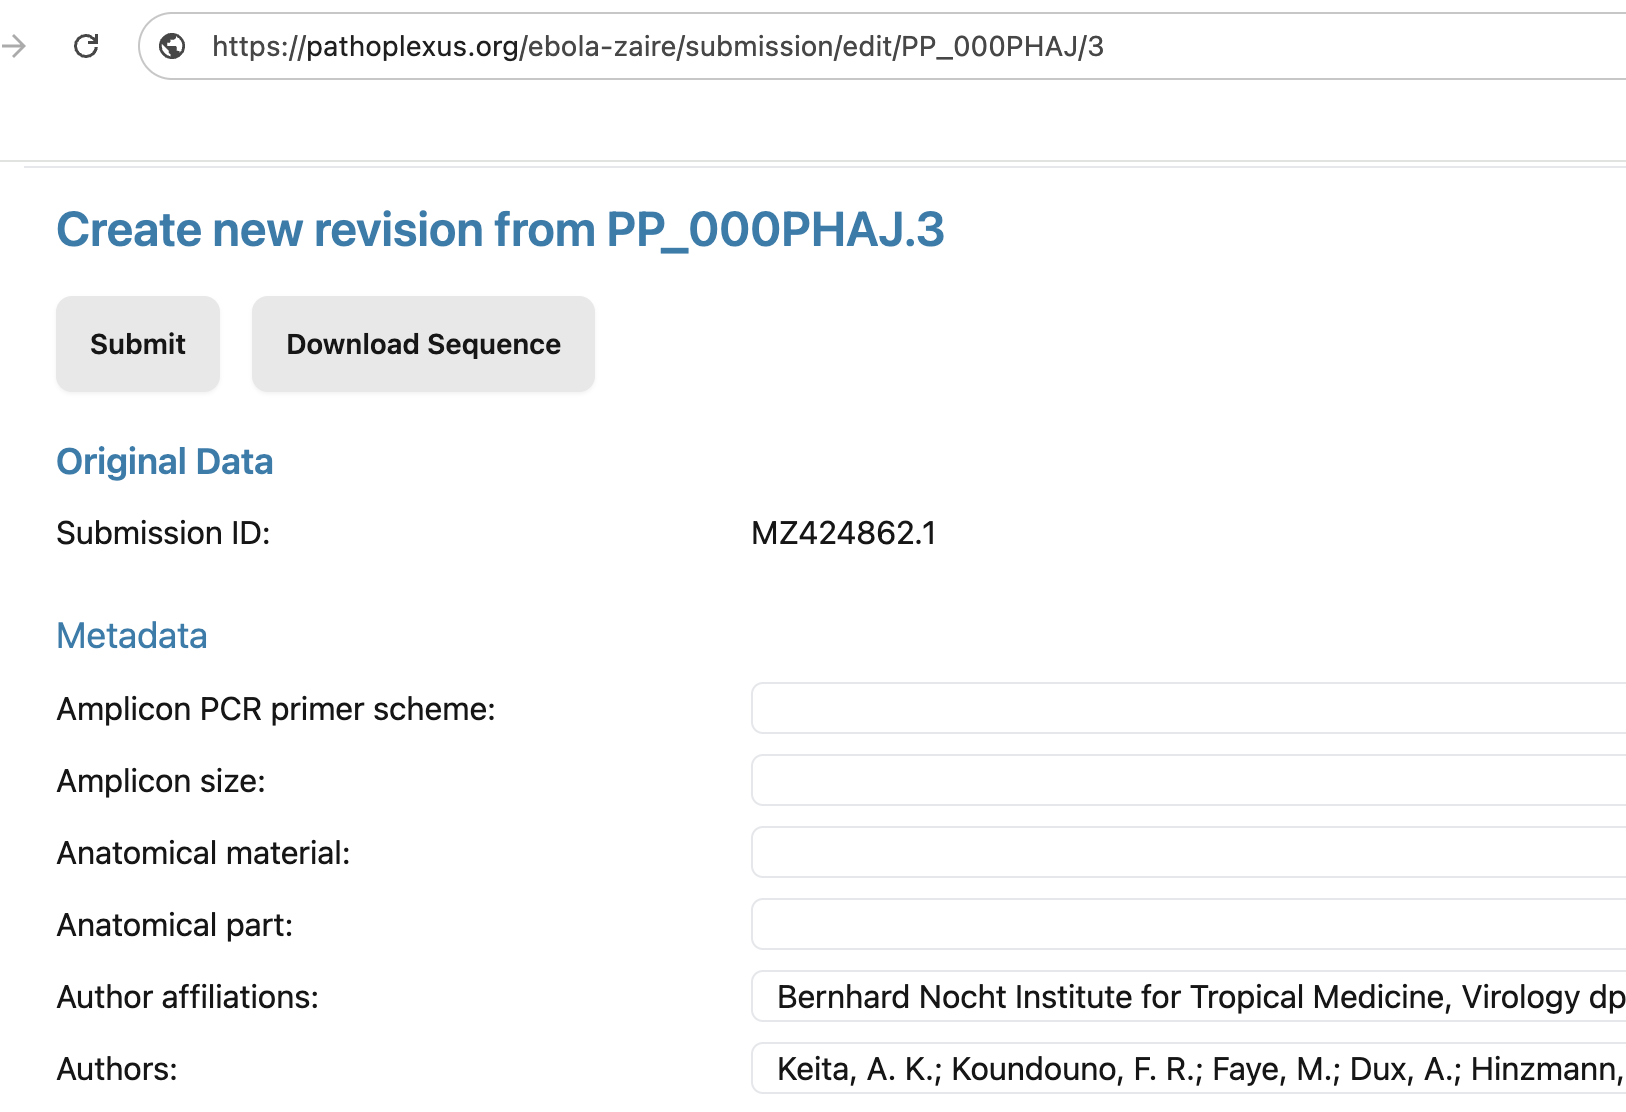 https://pathoplexus.org/ebola-zaire/submission/edit/PP_000PHAJ/3
Create new revision from PP_000PHAJ.3
Submit Download Sequence
Original Data
Submission ID: MZ424862.1
Metadata
Amplicon PCR primer scheme:
Amplicon size:
Anatomical material:
Anatomical part:
Author affiliations: Bernhard Nocht Institute for Tropical Medicine, Virology dp
Authors: Keita, A. K.; Koundouno, F. R.; Faye, M.; Dux, A.; Hinzmann,